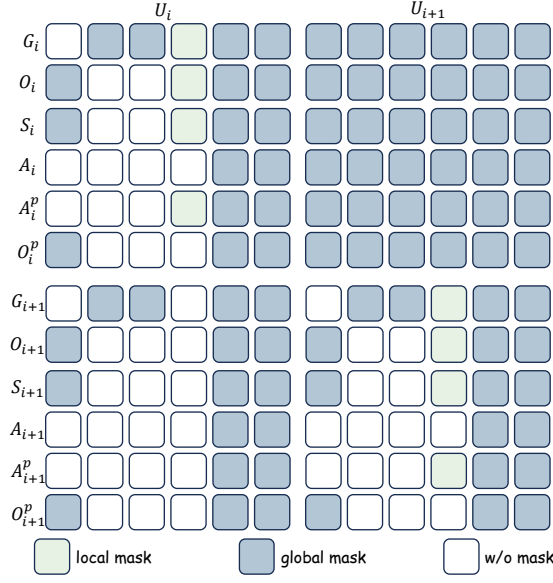 U_i U_{i+1}
G_i
O_i
S_i
A_i
A_i^p
O_i^p
G_{i+1}
O_{i+1}
S_{i+1}
A_{i+1}
A_{i+1}^p
O_{i+1}^p
local mask global mask w/o mask